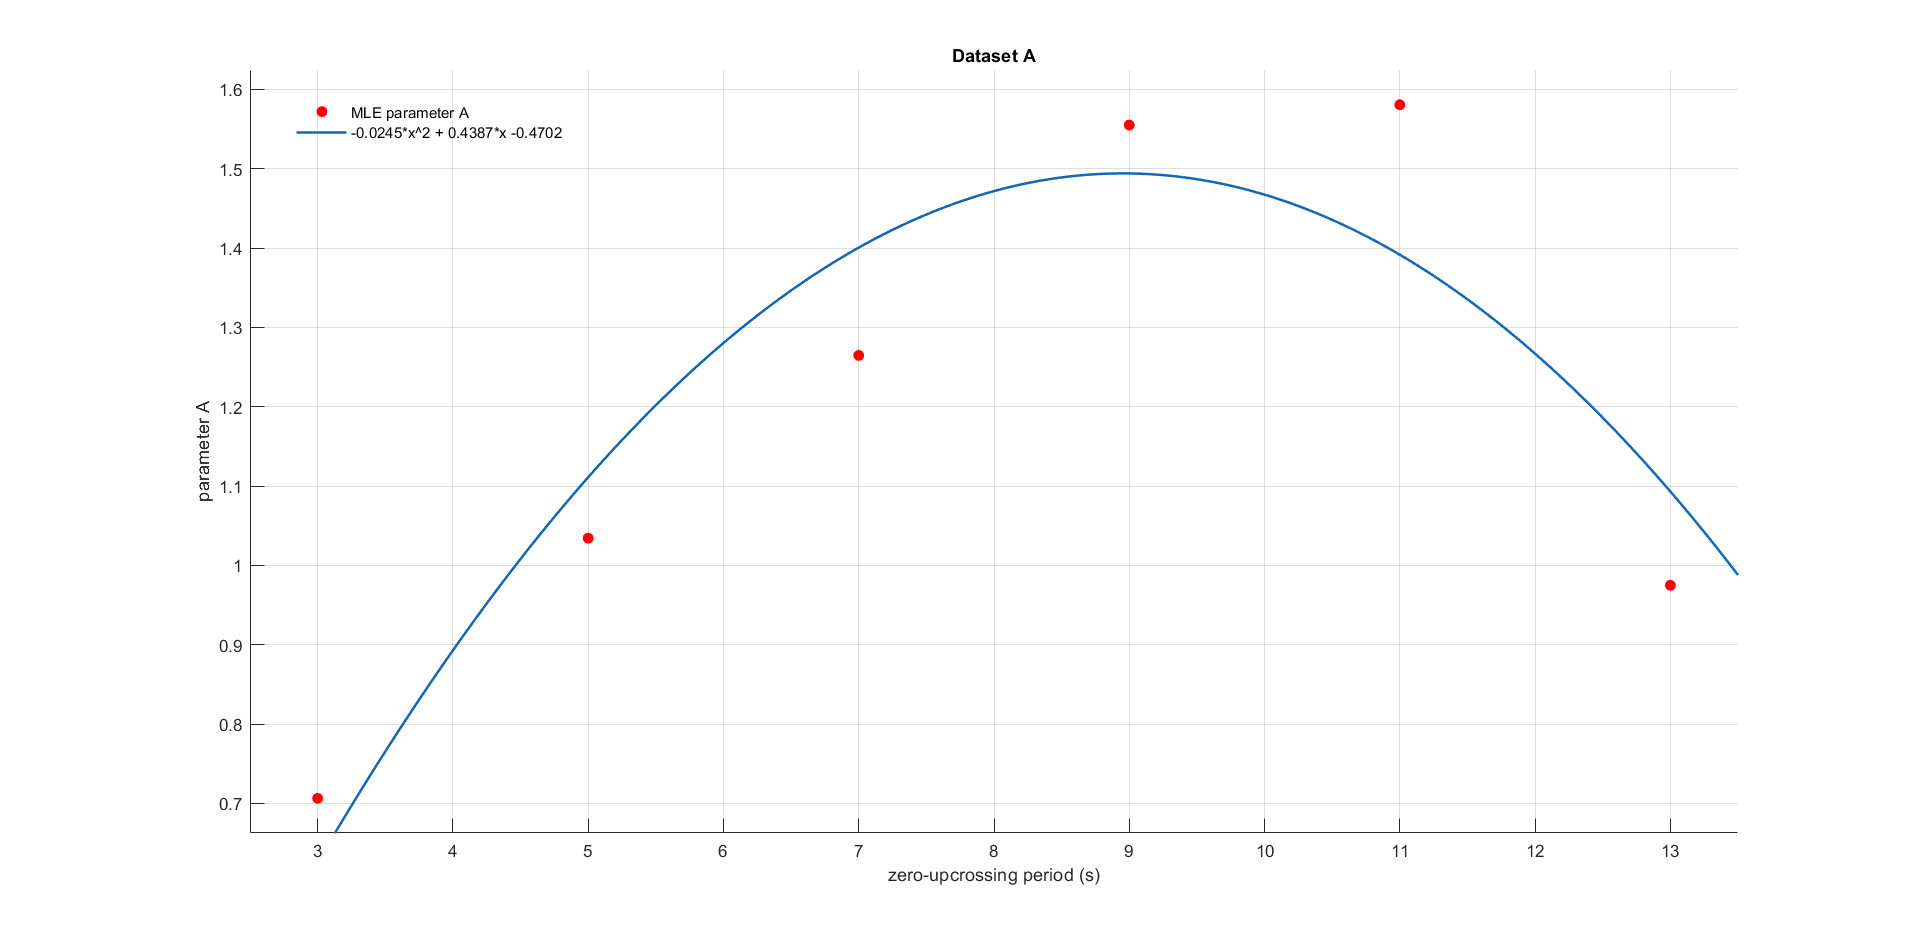 Dataset A
MLE parameter A
-0.0245*x^2 + 0.4387*x -0.4702
1.6
1.5
1.4
1.3
1.2
1.1
1
0.9
0.8
0.7
parameter A
3 4 5 6 7 8 9 10 11 12 13
zero-upcrossing period (s)